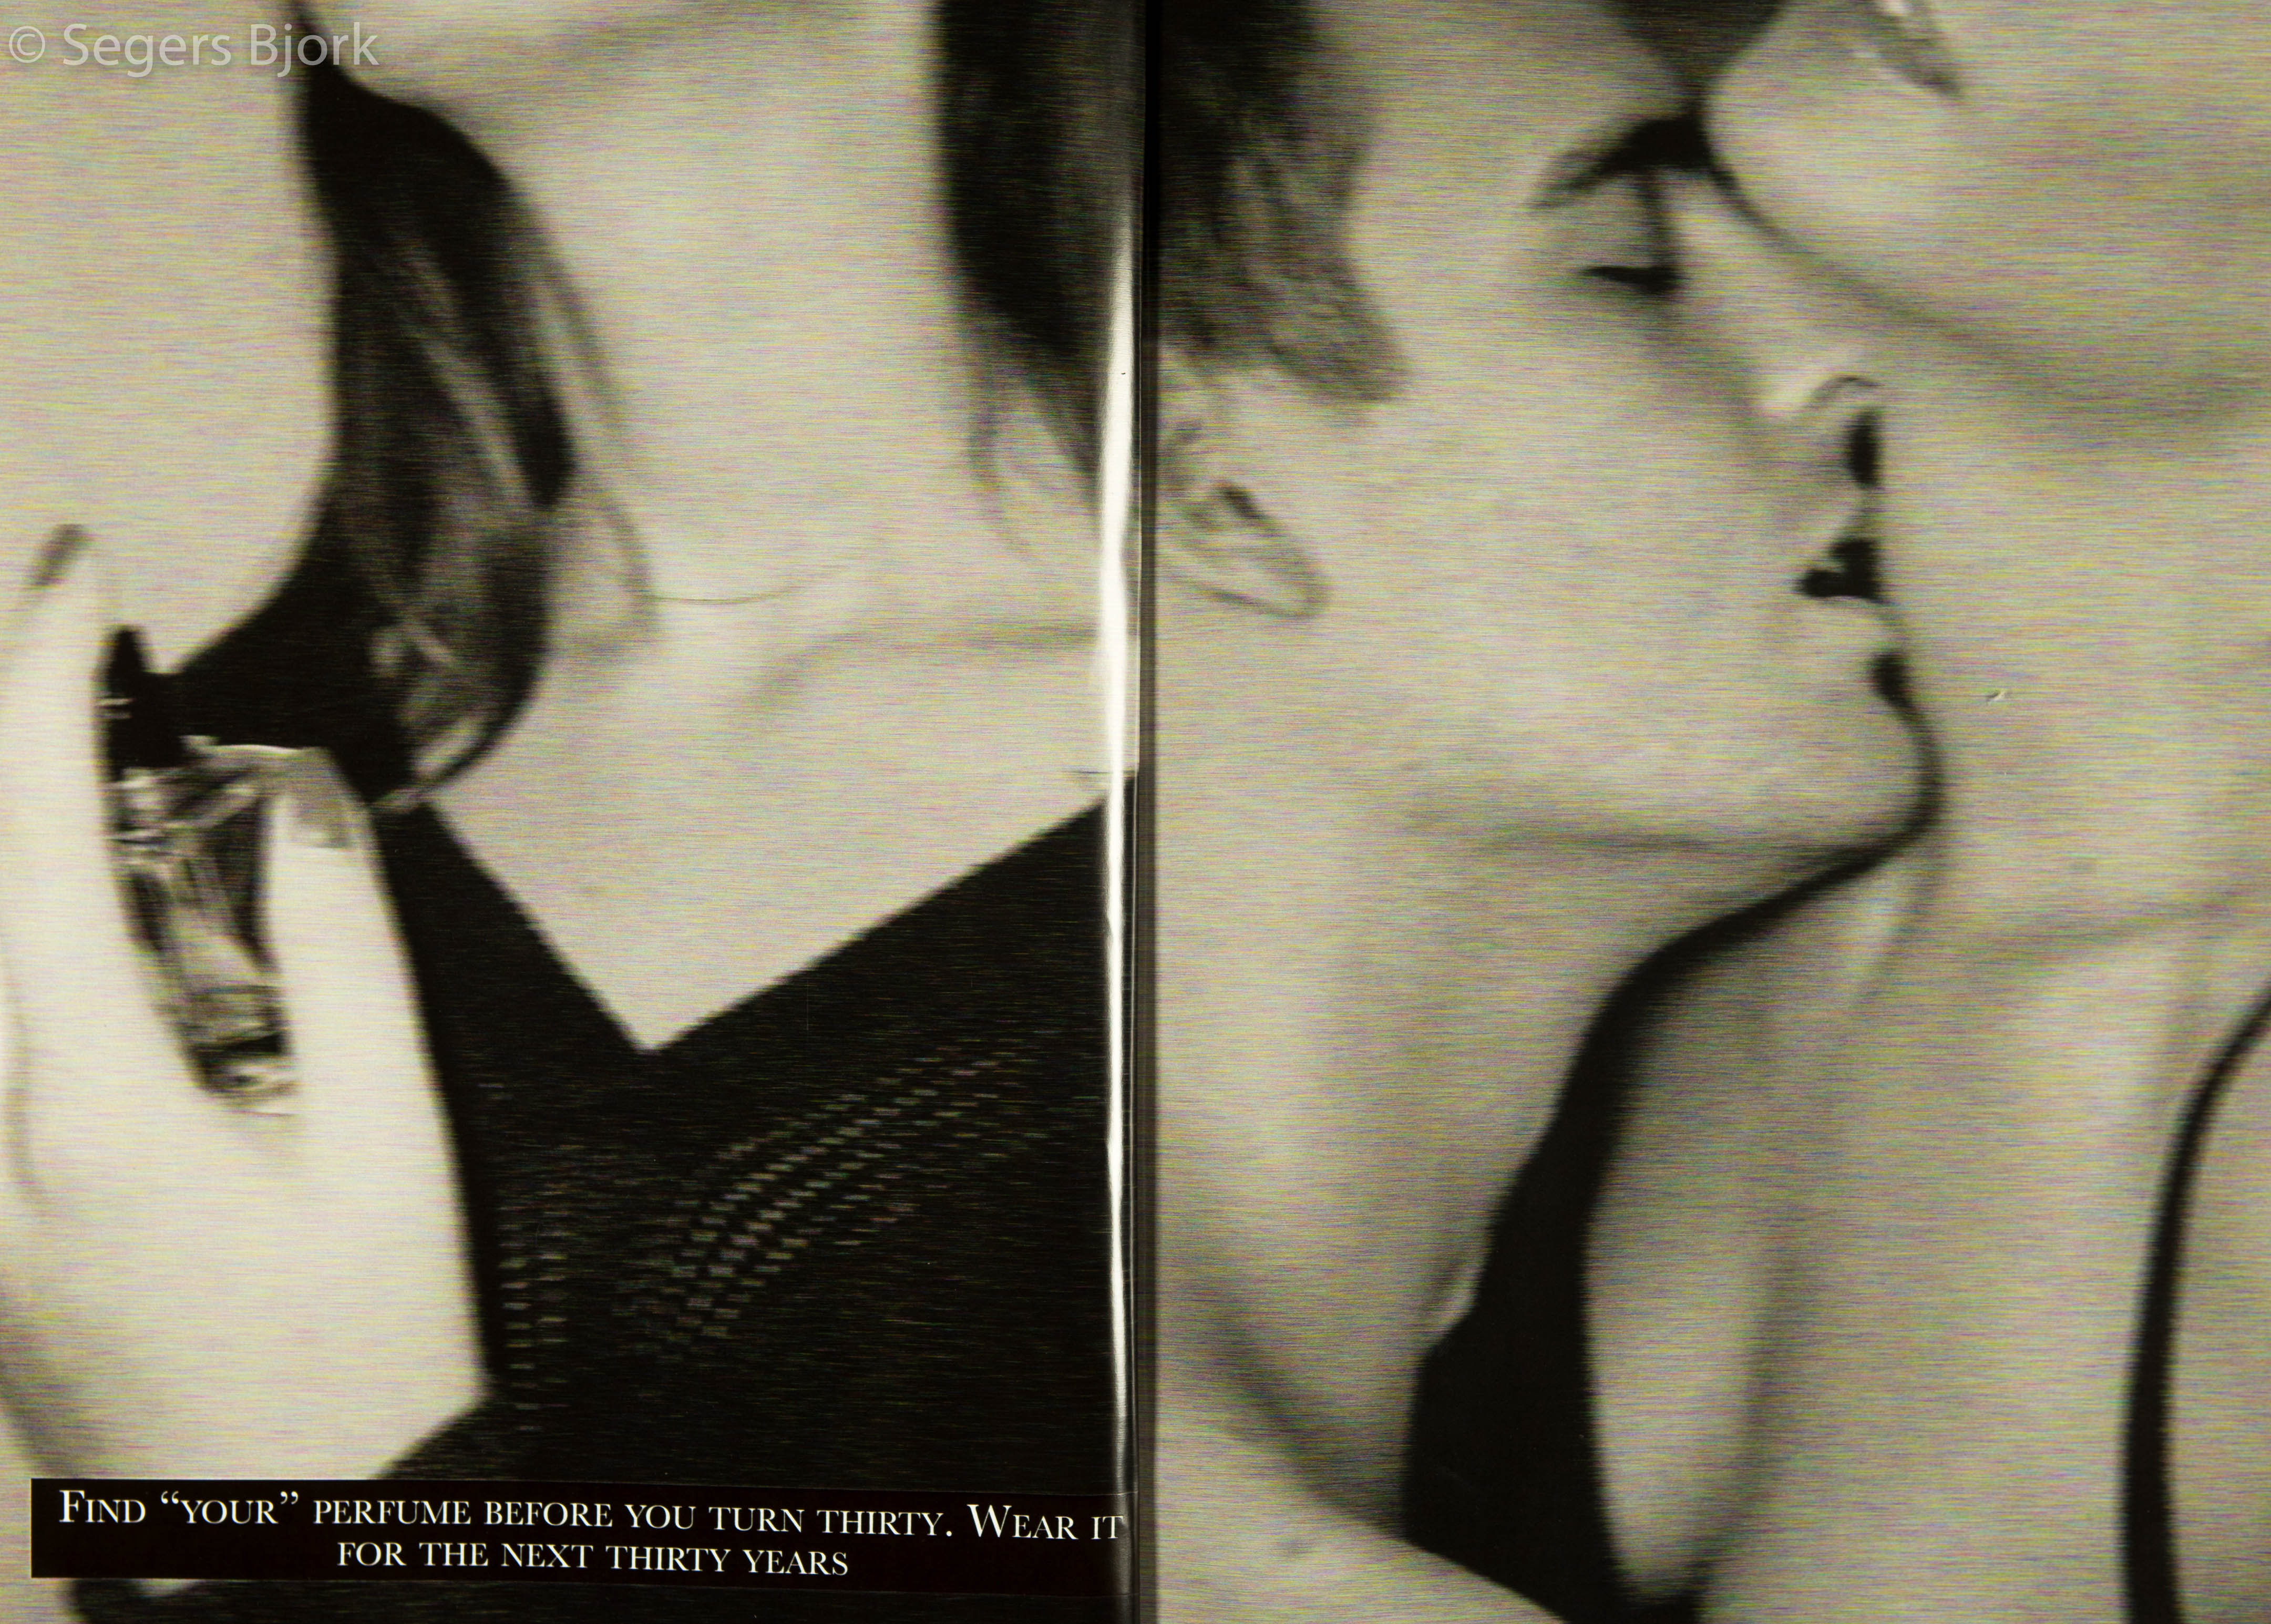 © Segers Bjork
FIND “YOUR” PERFUME BEFORE YOU TURN THIRTY. WEAR IT
FOR THE NEXT THIRTY YEARS